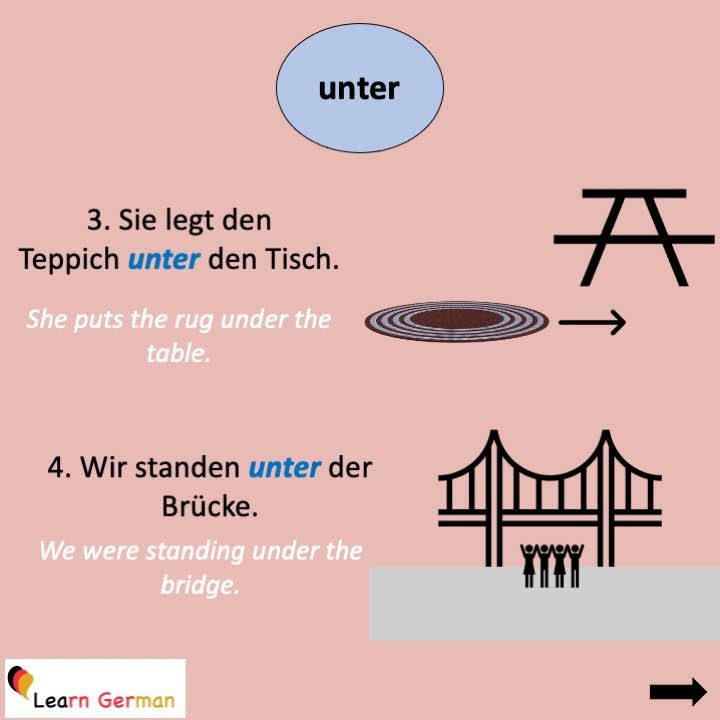 unter
3. Sie legt den
Teppich unter den Tisch.
She puts the rug under the
table.
4. Wir standen unter der
Brücke.
We were standing under the
bridge.
Learn German